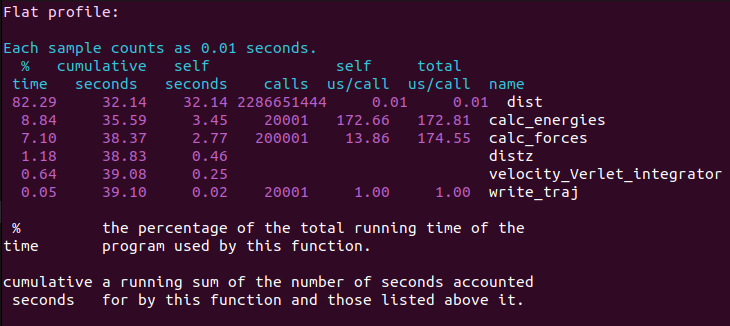 Flat profile:
Each sample counts as 0.01 seconds.
%   cumulative   self              self     total
time   seconds   seconds    calls  us/call  us/call  name
82.29     32.14    32.14 2286651444     0.01     0.01  dist
8.84     35.59     3.45    20001   172.66   172.81  calc_energies
7.10     38.37     2.77   200001    13.86   174.55  calc_forces
1.18     38.83     0.46                             distz
0.64     39.08     0.25                             velocity_Verlet_integrator
0.05     39.10     0.02    20001     1.00     1.00  write_traj
%         the percentage of the total running time of the
time       program used by this function.
cumulative a running sum of the number of seconds accounted
seconds   for by this function and those listed above it.